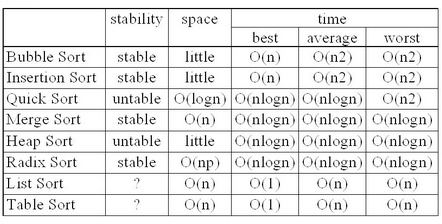 stability space time
best average worst
Bubble Sort stable little O(n) O(n2) O(n2)
Insertion Sort stable little O(n) O(n2) O(n2)
Quick Sort untable O(logn) O(nlogn) O(nlogn) O(n2)
Merge Sort stable O(n) O(nlogn) O(nlogn) O(nlogn)
Heap Sort untable little O(nlogn) O(nlogn) O(nlogn)
Radix Sort stable O(np) O(nlogn) O(nlogn) O(nlogn)
List Sort ? O(n) O(1) O(n) O(n)
Table Sort ? O(n) O(1) O(n) O(n)